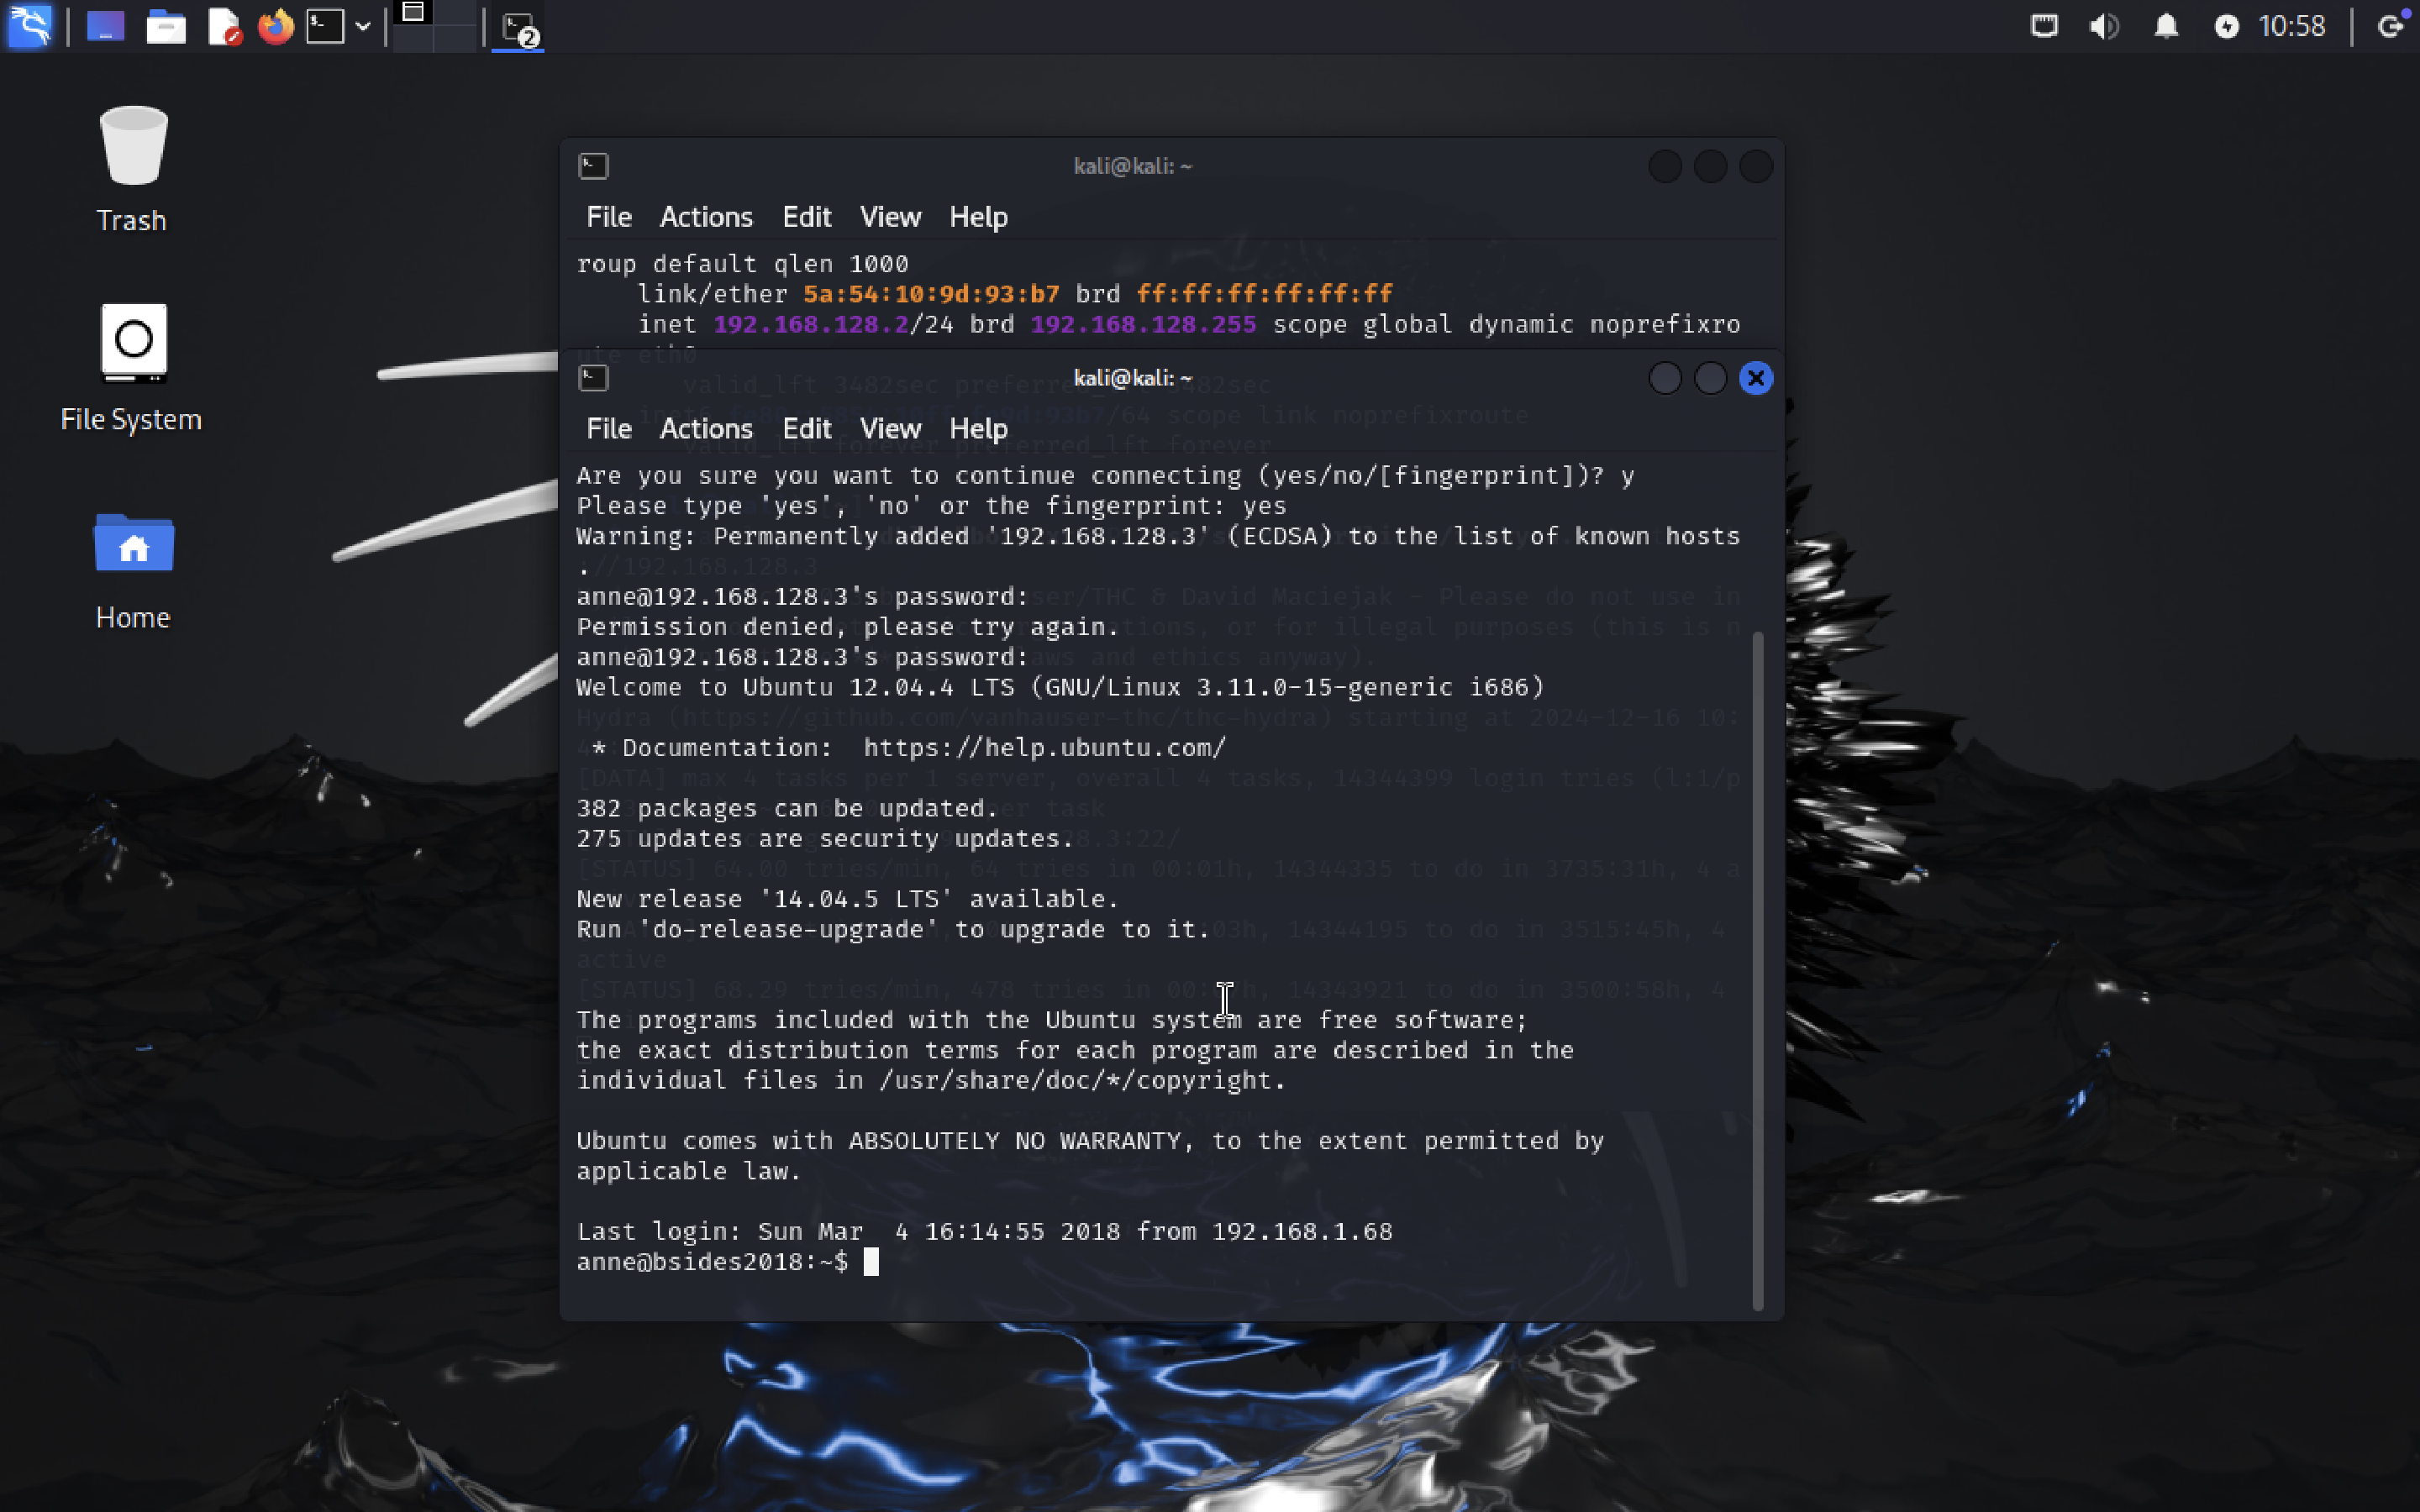 10:58
2
Trash
File System
Home
kali@kali: ~
File Actions Edit View Help
roup default qlen 1000
link/ether 5a:54:10:9d:93:b7 brd ff:ff:ff:ff:ff:ff
inet 192.168.128.2/24 brd 192.168.128.255 scope global dynamic noprefixro
ute eth0
kali@kali: ~
File Actions Edit View Help
Are you sure you want to continue connecting (yes/no/[fingerprint])? y
Please type 'yes', 'no' or the fingerprint: yes
Warning: Permanently added '192.168.128.3' (ECDSA) to the list of known hosts
.
anne@192.168.128.3's password:
Permission denied, please try again.
anne@192.168.128.3's password:
Welcome to Ubuntu 12.04.4 LTS (GNU/Linux 3.11.0-15-generic i686)
* Documentation:  https://help.ubuntu.com/
382 packages can be updated.
275 updates are security updates.
New release '14.04.5 LTS' available.
Run 'do-release-upgrade' to upgrade to it.
The programs included with the Ubuntu system are free software;
the exact distribution terms for each program are described in the
individual files in /usr/share/doc/*/copyright.
Ubuntu comes with ABSOLUTELY NO WARRANTY, to the extent permitted by
applicable law.
Last login: Sun Mar  4 16:14:55 2018 from 192.168.1.68
anne@bsides2018:~$